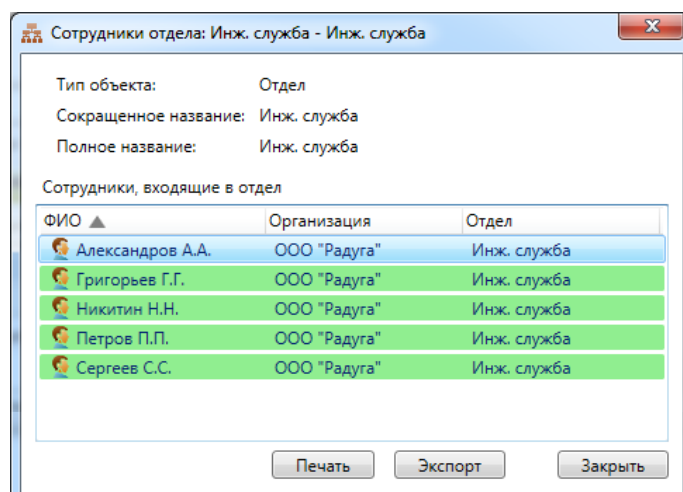 Сотрудники отдела: Инж. служба - Инж. служба
Тип объекта: Отдел
Сокращенное название: Инж. служба
Полное название: Инж. служба
Сотрудники, входящие в отдел
ФИО Организация Отдел
Александров А.А. ООО "Радуга" Инж. служба
Григорьев Г.Г. ООО "Радуга" Инж. служба
Никитин Н.Н. ООО "Радуга" Инж. служба
Петров П.П. ООО "Радуга" Инж. служба
Сергеев С.С. ООО "Радуга" Инж. служба
Печать Экспорт Закрыть